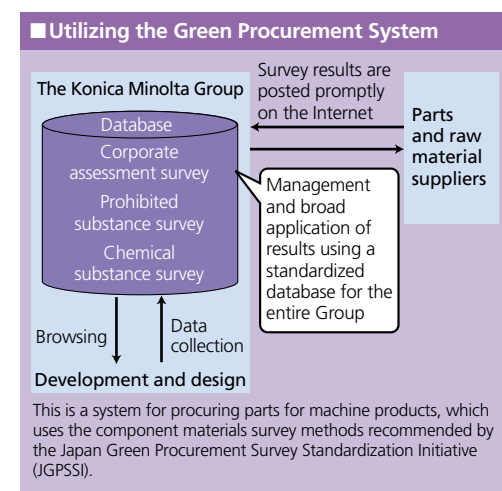 ■Utilizing the Green Procurement System
The Konica Minolta Group
Database
Corporate
assessment survey
Prohibited
substance survey
Chemical
substance survey
Survey results are
posted promptly
on the Internet
Parts
and raw
material
suppliers
Management
and broad
application of
results using a
standardized
database for the
entire Group
Browsing
Data
collection
Development and design
This is a system for procuring parts for machine products, which
uses the component materials survey methods recommended by
the Japan Green Procurement Survey Standardization Initiative
(JGPSSI).